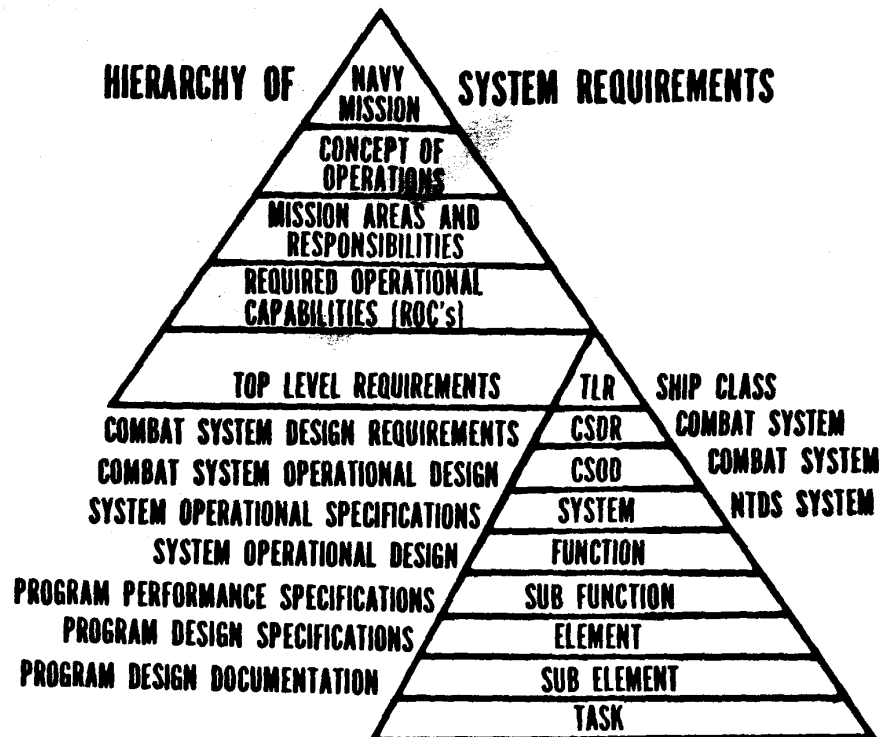 HIERARCHY OF
SYSTEM REQUIREMENTS
NAVY
MISSION
CONCEPT OF
OPERATIONS
MISSION AREAS AND
RESPONSIBILITIES
REQUIRED OPERATIONAL
CAPABILITIES (ROC's)
TOP LEVEL REQUIREMENTS
TLR
SHIP CLASS
COMBAT SYSTEM DESIGN REQUIREMENTS
CSDR
COMBAT SYSTEM
COMBAT SYSTEM OPERATIONAL DESIGN
CSOD
COMBAT SYSTEM
SYSTEM OPERATIONAL SPECIFICATIONS
SYSTEM
NTDS SYSTEM
SYSTEM OPERATIONAL DESIGN
FUNCTION
PROGRAM PERFORMANCE SPECIFICATIONS
SUB FUNCTION
PROGRAM DESIGN SPECIFICATIONS
ELEMENT
PROGRAM DESIGN DOCUMENTATION
SUB ELEMENT
TASK